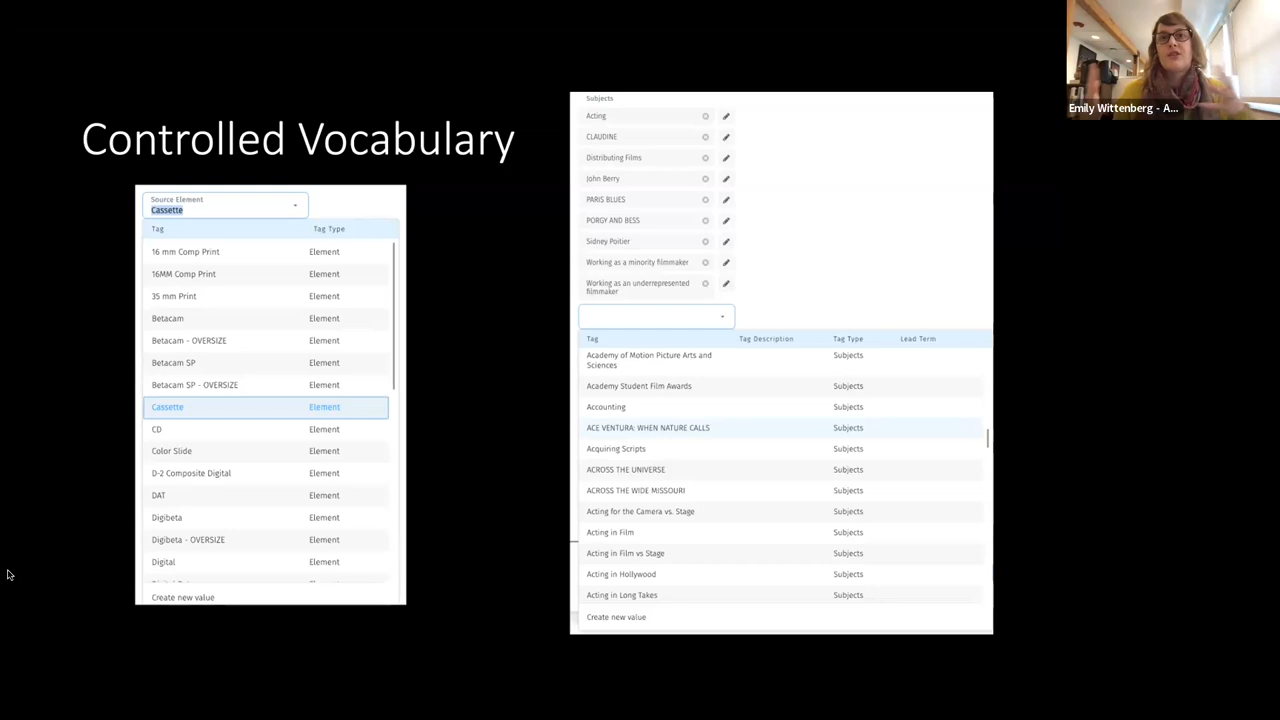 Emily Wittenberg - A...
Controlled Vocabulary
Source Element
Cassette
Tag Tag Type
16 mm Comp Print Element
16MM Comp Print Element
35 mm Print Element
Betacam Element
Betacam - OVERSIZE Element
Betacam SP Element
Betacam SP - OVERSIZE Element
Cassette Element
CD Element
Color Slide Element
D-2 Composite Digital Element
DAT Element
Digibeta Element
Digibeta - OVERSIZE Element
Digital Element
Create new value
Subjects
Acting
CLAUDINE
Distributing Films
John Berry
PARIS BLUES
PORGY AND BESS
Sidney Poitier
Working as a minority filmmaker
Working as an underrepresented
filmmaker
Tag Tag Description Tag Type Lead Term
Academy of Motion Picture Arts and Subjects
Sciences
Academy Student Film Awards Subjects
Accounting Subjects
ACE VENTURA: WHEN NATURE CALLS Subjects
Acquiring Scripts Subjects
ACROSS THE UNIVERSE Subjects
ACROSS THE WIDE MISSOURI Subjects
Acting for the Camera vs. Stage Subjects
Acting in Film Subjects
Acting in Film vs Stage Subjects
Acting in Hollywood Subjects
Acting in Long Takes Subjects
Create new value